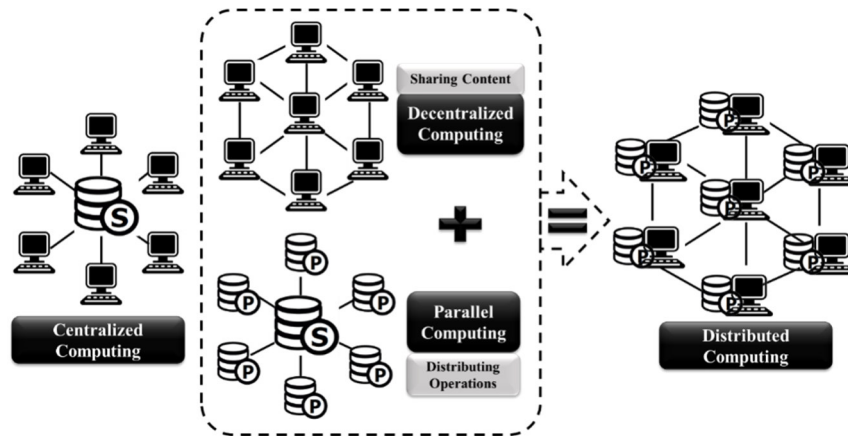 Sharing Content
Decentralized
Computing
P
P
P
P
P
S
P
P
P
S
P
P
P
P
P
P
P
Parallel
Computing
Centralized
Computing
Distributing
Operations
Distributed
Computing